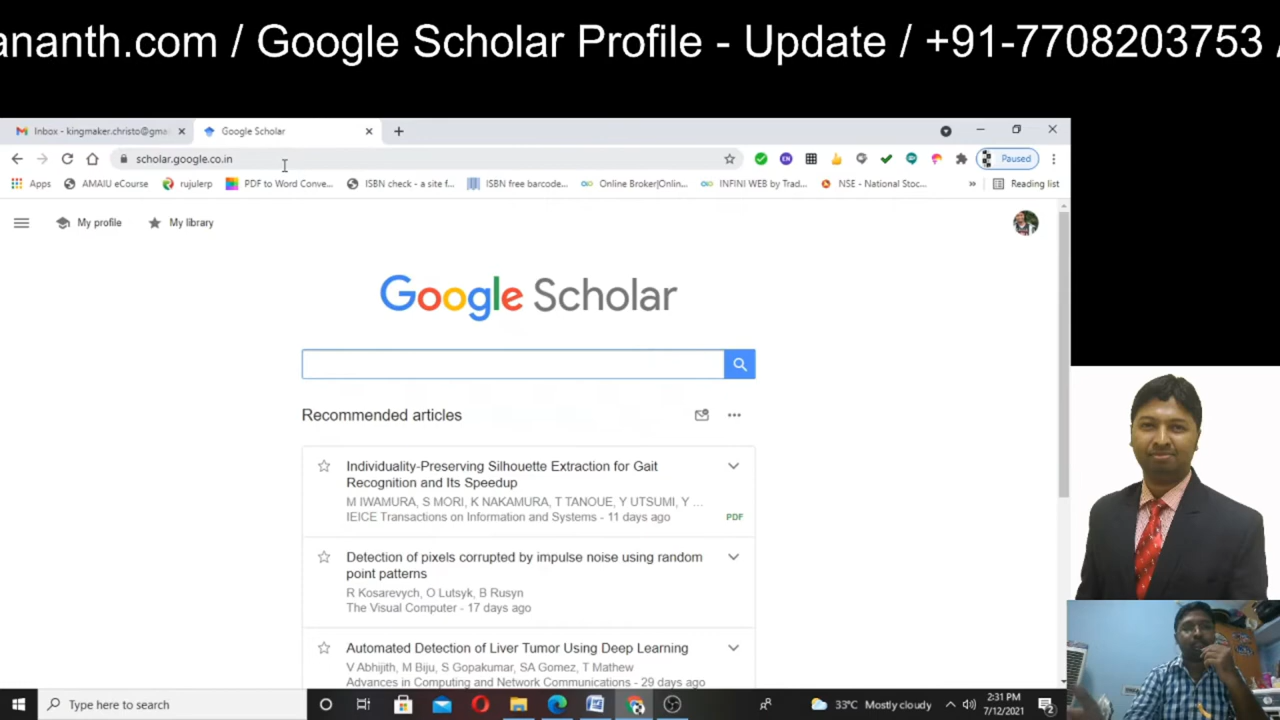 ananth.com / Google Scholar Profile - Update / +91-7708203753 /
Inbox - kingmaker.christo@gma
Google Scholar
scholar.google.co.in
Paused
Apps
AMAIU eCourse
rujulerp
PDF to Word Conve...
ISBN check - a site f...
ISBN free barcode...
Online Broker|Onlin...
INFINI WEB by Trad...
NSE - National Stoc...
»
Reading list
My profile
My library
Google Scholar
Recommended articles
Individuality-Preserving Silhouette Extraction for Gait
Recognition and Its Speedup
M IWAMURA, S MORI, K NAKAMURA, T TANOUE, Y UTSUMI, Y ...
IEICE Transactions on Information and Systems - 11 days ago
PDF
Detection of pixels corrupted by impulse noise using random
point patterns
R Kosarevych, O Lutsyk, B Rusyn
The Visual Computer - 17 days ago
Automated Detection of Liver Tumor Using Deep Learning
V Abhijith, M Biju, S Gopakumar, SA Gomez, T Mathew
Advances in Computing and Network Communications - 29 days ago
Type here to search
33°C Mostly cloudy
2:31 PM
7/12/2021
2